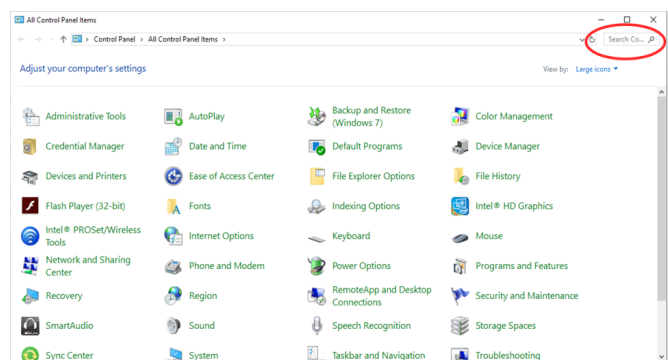 All Control Panel Items
Control Panel > All Control Panel Items >
Search Co...
Adjust your computer's settings
View by: Large icons
Administrative Tools
AutoPlay
Backup and Restore
(Windows 7)
Color Management
Credential Manager
Date and Time
Default Programs
Device Manager
Devices and Printers
Ease of Access Center
File Explorer Options
File History
Flash Player (32-bit)
Fonts
Indexing Options
Intel® HD Graphics
Intel® PROSet/Wireless
Tools
Internet Options
Keyboard
Mouse
Network and Sharing
Center
Phone and Modem
Power Options
Programs and Features
Recovery
Region
RemoteApp and Desktop
Connections
Security and Maintenance
SmartAudio
Sound
Speech Recognition
Storage Spaces
Sync Center
System
Taskbar and Navigation
Troubleshooting